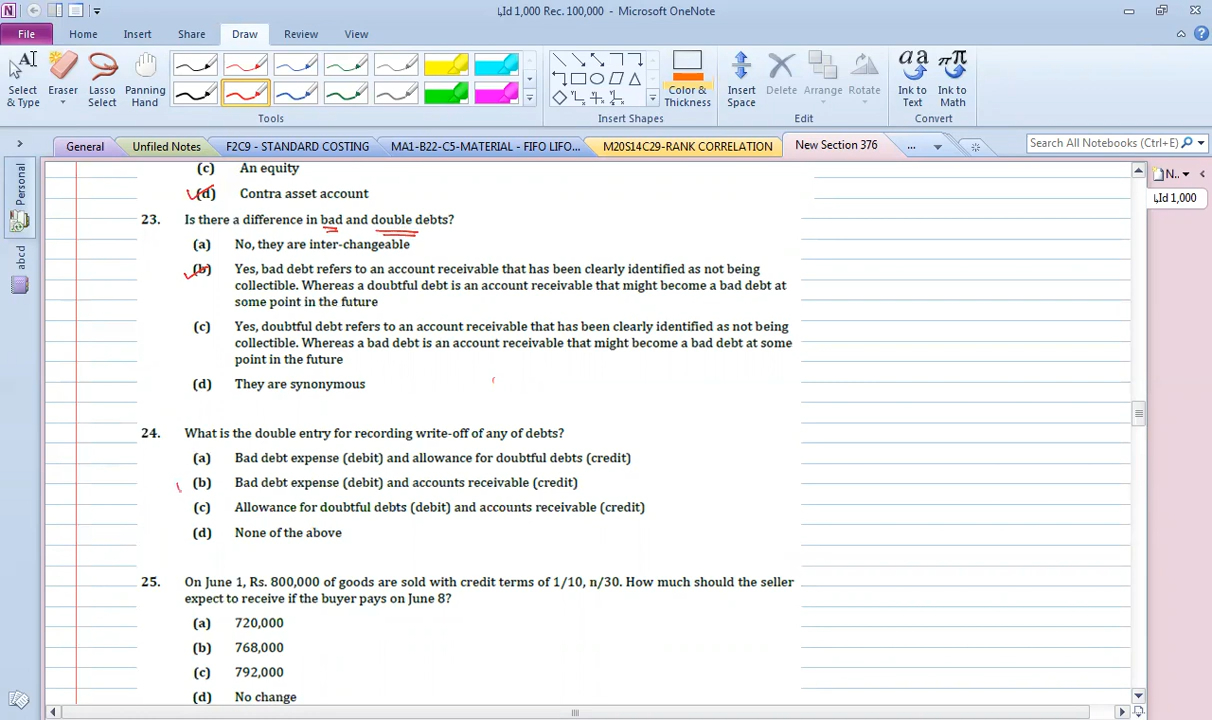 Id 1,000 Rec. 100,000 - Microsoft OneNote
File Home Insert Share Draw Review View
Select & Type
Eraser
Lasso Select
Panning Hand
Color & Thickness
Insert Space
Delete
Arrange
Rotate
Ink to Text
Ink to Math
Tools
Insert Shapes
Edit
Convert
General Unfiled Notes F2C9 - STANDARD COSTING MA1-B22-C5-MATERIAL - FIFO LIFO... M20S14C29-RANK CORRELATION New Section 376 ... Search All Notebooks (Ctrl+E)
Personal
abcd
N..
Id 1,000
(c) An equity
(d) Contra asset account
23. Is there a difference in bad and double debts?
(a) No, they are inter-changeable
(b) Yes, bad debt refers to an account receivable that has been clearly identified as not being
collectible. Whereas a doubtful debt is an account receivable that might become a bad debt at
some point in the future
(c) Yes, doubtful debt refers to an account receivable that has been clearly identified as not being
collectible. Whereas a bad debt is an account receivable that might become a bad debt at some
point in the future
(d) They are synonymous
24. What is the double entry for recording write-off of any of debts?
(a) Bad debt expense (debit) and allowance for doubtful debts (credit)
(b) Bad debt expense (debit) and accounts receivable (credit)
(c) Allowance for doubtful debts (debit) and accounts receivable (credit)
(d) None of the above
25. On June 1, Rs. 800,000 of goods are sold with credit terms of 1/10, n/30. How much should the seller
expect to receive if the buyer pays on June 8?
(a) 720,000
(b) 768,000
(c) 792,000
(d) No change